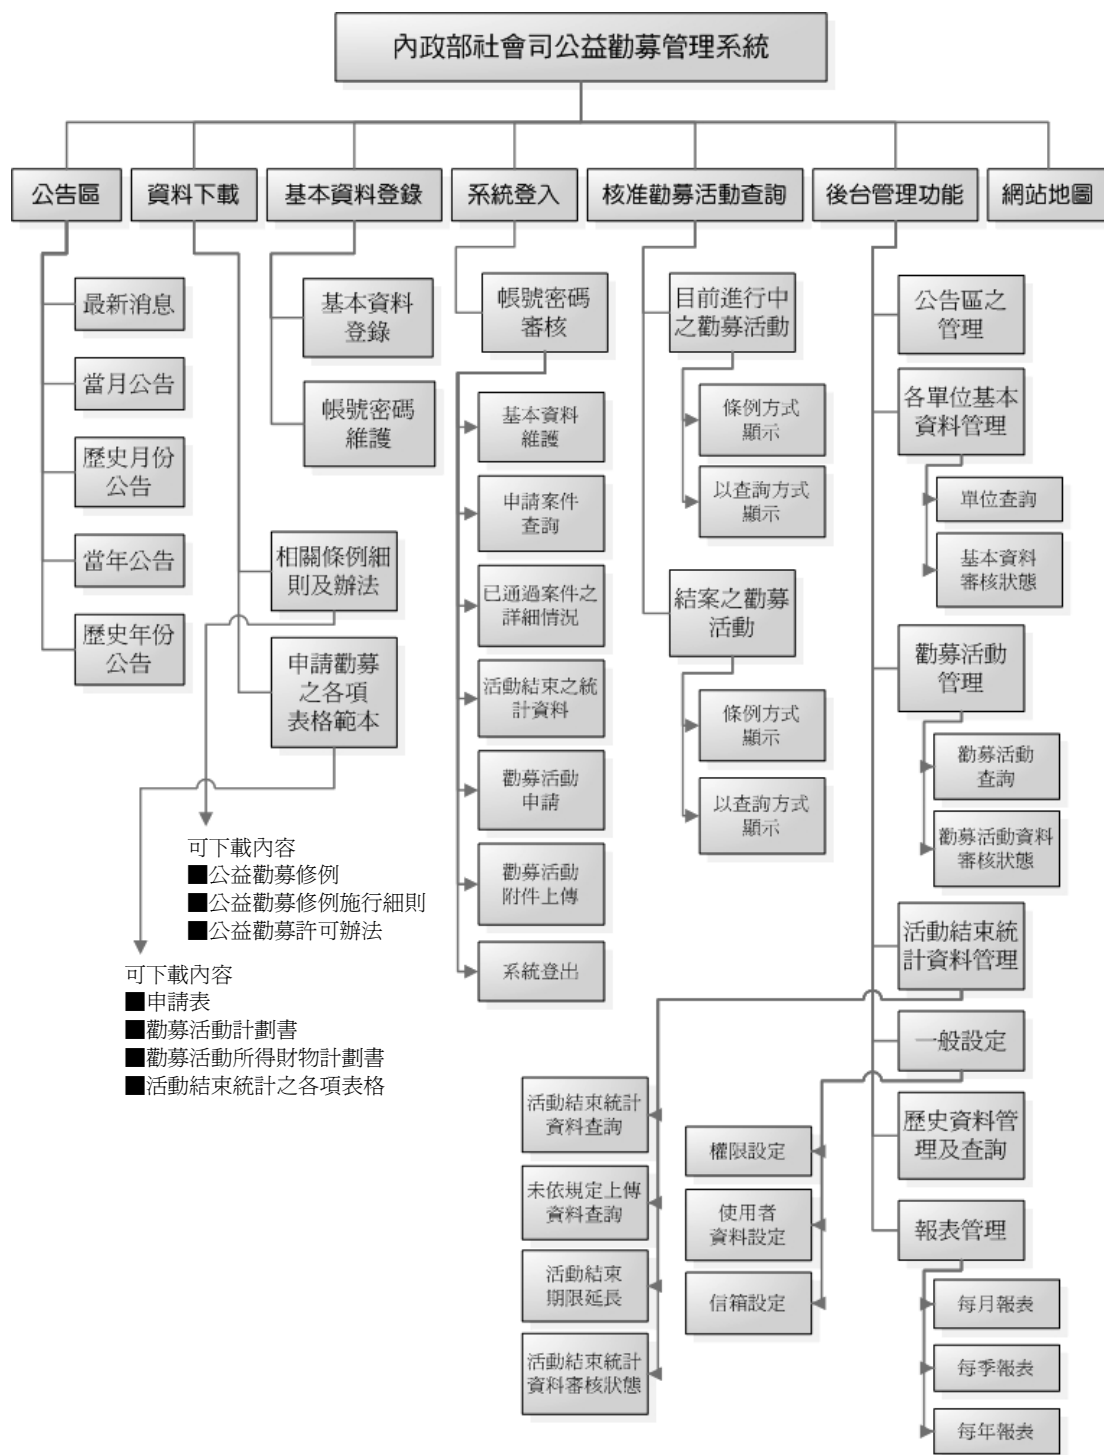 內政部社會司公益勸募管理系統
公告區
資料下載
基本資料登錄
系統登入
核准勸募活動查詢
後台管理功能
網站地圖
最新消息
當月公告
歷史月份
公告
當年公告
歷史年份
公告
相關條例細
則及辦法
申請勸募
之各項
表格範本
可下載內容
■公益勸募修例
■公益勸募修例施行細則
■公益勸募許可辦法
可下載內容
■申請表
■勸募活動計劃書
■勸募活動所得財物計劃書
■活動結束統計之各項表格
基本資料
登錄
帳號密碼
維護
帳號密碼
審核
基本資料
維護
申請案件
查詢
已通過案件之
詳細情況
活動結束之統
計資料
勸募活動
申請
勸募活動
附件上傳
系統登出
目前進行中
之勸募活動
條例方式
顯示
以查詢方式
顯示
結案之勸募
活動
條例方式
顯示
以查詢方式
顯示
公告區之
管理
各單位基本
資料管理
單位查詢
基本資料
審核狀態
勸募活動
管理
勸募活動
查詢
勸募活動資料
審核狀態
活動結束統
計資料管理
活動結束統計
資料查詢
未依規定上傳
資料查詢
活動結束
期限延長
活動結束統計
資料審核狀態
一般設定
權限設定
使用者
資料設定
信箱設定
歷史資料管
理及查詢
報表管理
每月報表
每季報表
每年報表